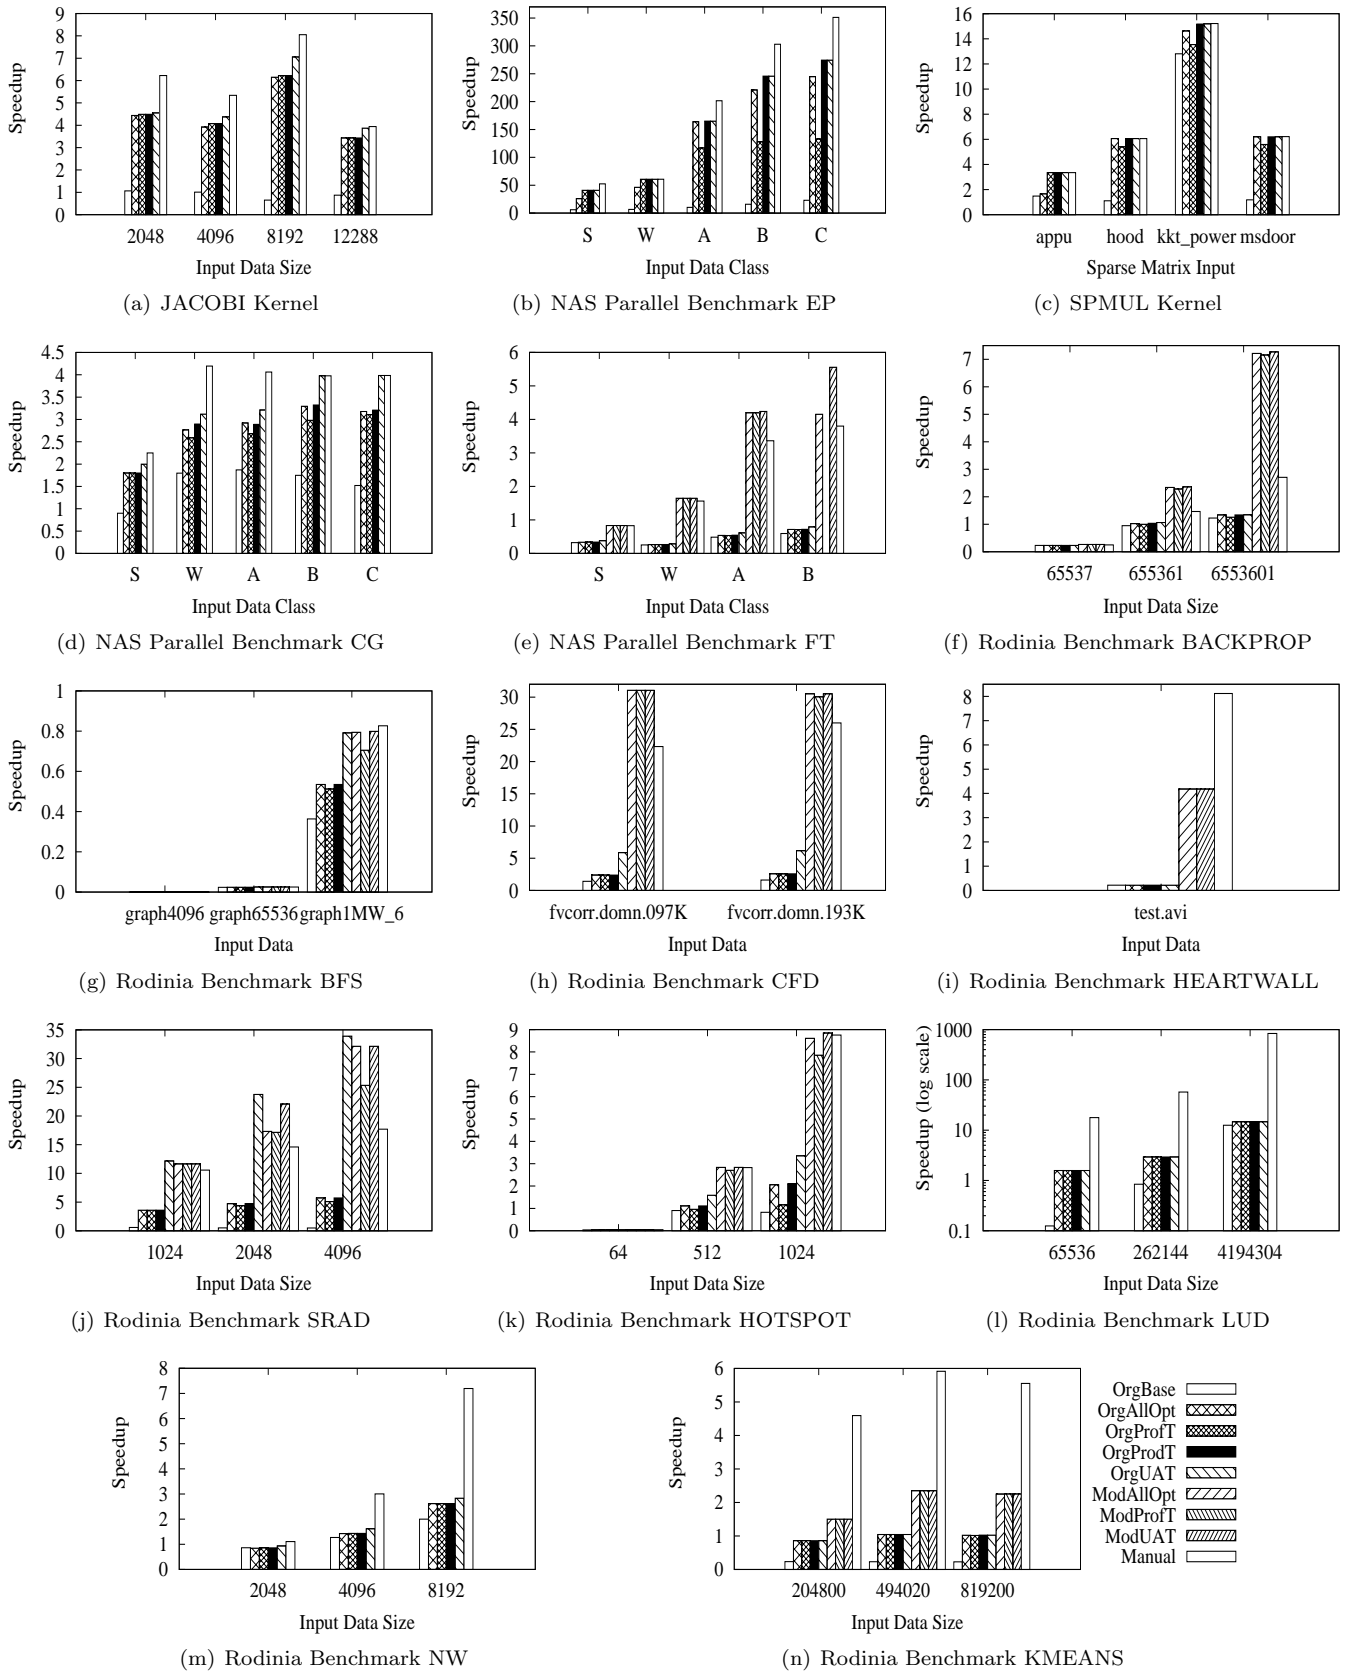 Speedup
9
8
7
6
5
4
3
2
1
0
2048 4096 8192 12288
Input Data Size
(a) JACOBI Kernel
Speedup
350
300
250
200
150
100
50
0
S W A B C
Input Data Class
(b) NAS Parallel Benchmark EP
Speedup
16
14
12
10
8
6
4
2
0
appu hood kkt_power msdoor
Sparse Matrix Input
(c) SPMUL Kernel
Speedup
4.5
4
3.5
3
2.5
2
1.5
1
0.5
0
S W A B C
Input Data Class
(d) NAS Parallel Benchmark CG
Speedup
6
5
4
3
2
1
0
S W A B
Input Data Class
(e) NAS Parallel Benchmark FT
Speedup
7
6
5
4
3
2
1
0
65537 655361 6553601
Input Data Size
(f) Rodinia Benchmark BACKPROP
Speedup
1
0.8
0.6
0.4
0.2
0
graph4096 graph65536 graph1MW_6
Input Data
(g) Rodinia Benchmark BFS
Speedup
30
25
20
15
10
5
0
fvcorr.domn.097K fvcorr.domn.193K
Input Data
(h) Rodinia Benchmark CFD
Speedup
8
7
6
5
4
3
2
1
0
test.avi
Input Data
(i) Rodinia Benchmark HEARTWALL
Speedup
35
30
25
20
15
10
5
0
1024 2048 4096
Input Data Size
(j) Rodinia Benchmark SRAD
Speedup
9
8
7
6
5
4
3
2
1
0
64 512 1024
Input Data Size
(k) Rodinia Benchmark HOTSPOT
Speedup (log scale)
1000
100
10
1
0.1
65536 262144 4194304
Input Data Size
(l) Rodinia Benchmark LUD
Speedup
8
7
6
5
4
3
2
1
0
2048 4096 8192
Input Data Size
(m) Rodinia Benchmark NW
Speedup
6
5
4
3
2
1
0
204800 494020 819200
Input Data Size
(n) Rodinia Benchmark KMEANS
OrgBase
OrgAllOpt
OrgProfT
OrgProdT
OrgUAT
ModAllOpt
ModProfT
ModUAT
Manual